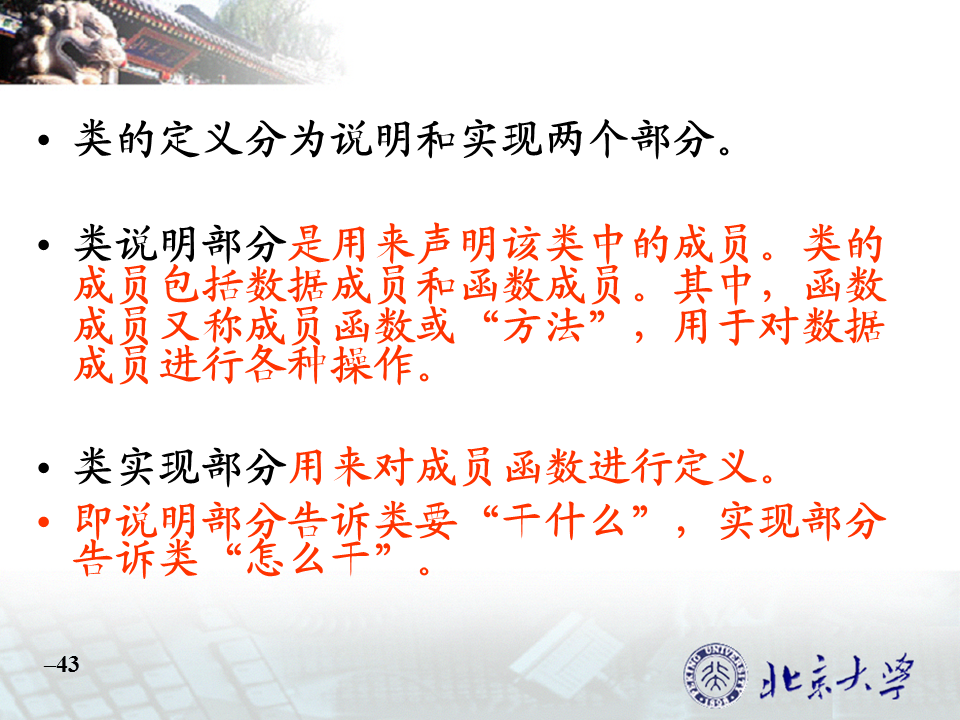 • 类的定义分为说明和实现两个部分。
• 类说明部分是用来声明该类中的成员。类的
成员包括数据成员和函数成员。其中，函数
成员又称成员函数或“方法”，用于对数据
成员进行各种操作。
• 类实现部分用来对成员函数进行定义。
• 即说明部分告诉类要“干什么”，实现部分
告诉类“怎么干”。
–43
PEKING UNIVERSITY
1898
北京大学